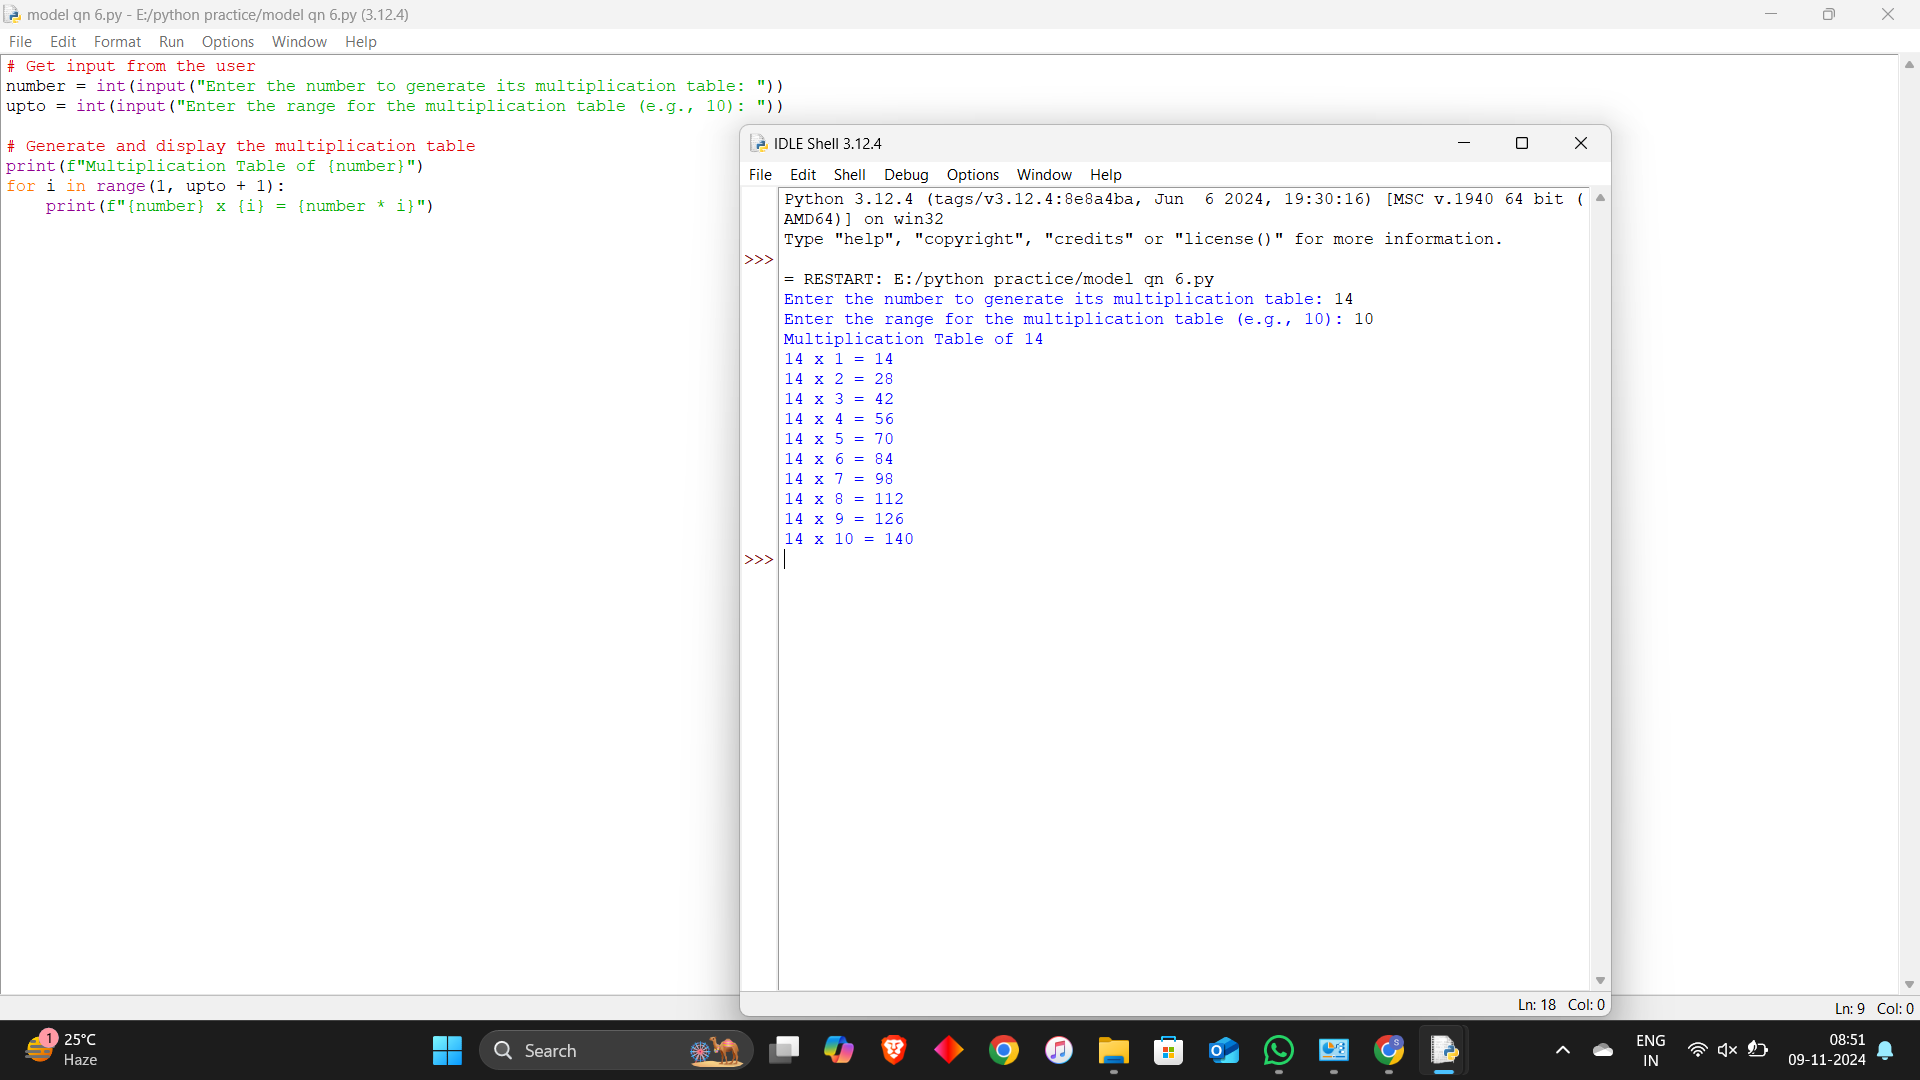 model qn 6.py - E:/python practice/model qn 6.py (3.12.4)
File Edit Format Run Options Window Help
# Get input from the user
number = int(input("Enter the number to generate its multiplication table: "))
upto = int(input("Enter the range for the multiplication table (e.g., 10): "))
# Generate and display the multiplication table
print(f"Multiplication Table of {number}")
for i in range(1, upto + 1):
    print(f"{number} x {i} = {number * i}")
IDLE Shell 3.12.4
File Edit Shell Debug Options Window Help
Python 3.12.4 (tags/v3.12.4:8e8a4ba, Jun  6 2024, 19:30:16) [MSC v.1940 64 bit (
AMD64)] on win32
Type "help", "copyright", "credits" or "license()" for more information.
>>>
= RESTART: E:/python practice/model qn 6.py
Enter the number to generate its multiplication table: 14
Enter the range for the multiplication table (e.g., 10): 10
Multiplication Table of 14
14 x 1 = 14
14 x 2 = 28
14 x 3 = 42
14 x 4 = 56
14 x 5 = 70
14 x 6 = 84
14 x 7 = 98
14 x 8 = 112
14 x 9 = 126
14 x 10 = 140
>>>
Ln: 18 Col: 0
Ln: 9 Col: 0
1
25°C
Haze
Search
S
ENG
IN
08:51
09-11-2024